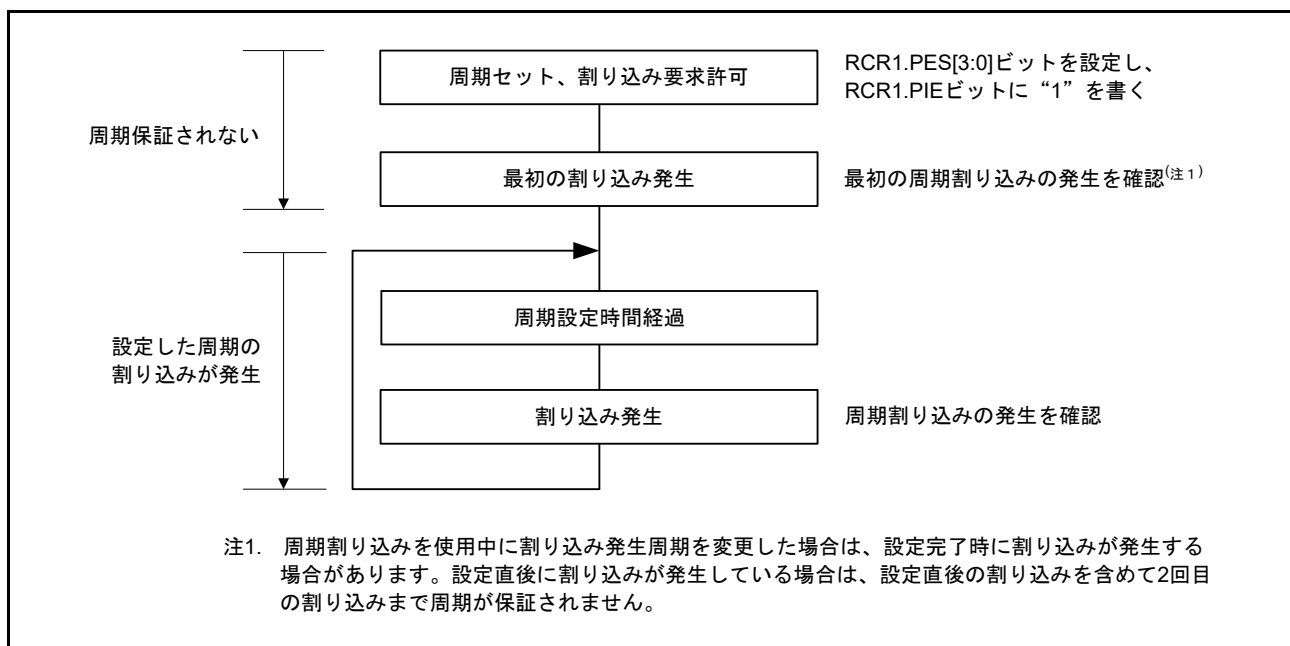 周期セット、割り込み要求許可
RCR1.PES[3:0]ビットを設定し、
RCR1.PIEビットに“1”を書く
周期保証されない
最初の割り込み発生
最初の周期割り込みの発生を確認(注1)
周期設定時間経過
設定した周期の
割り込みが発生
割り込み発生
周期割り込みの発生を確認
注1. 周期割り込みを使用中に割り込み発生周期を変更した場合は、設定完了時に割り込みが発生する
場合があります。設定直後に割り込みが発生している場合は、設定直後の割り込みを含めて2回目
の割り込みまで周期が保証されません。